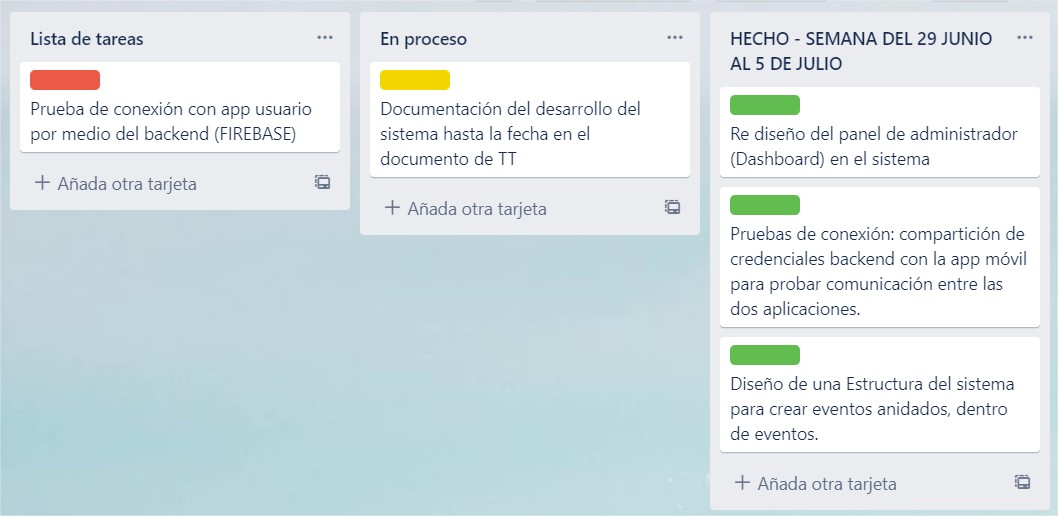 Lista de tareas
Prueba de conexión con app usuario
por medio del backend (FIREBASE)
Añada otra tarjeta
En proceso
Documentación del desarrollo del
sistema hasta la fecha en el
documento de TT
Añada otra tarjeta
HECHO - SEMANA DEL 29 JUNIO
AL 5 DE JULIO
Re diseño del panel de administrador
(Dashboard) en el sistema
Pruebas de conexión: compartición de
credenciales backend con la app móvil
para probar comunicación entre las
dos aplicaciones.
Diseño de una Estructura del sistema
para crear eventos anidados, dentro
de eventos.
Añada otra tarjeta